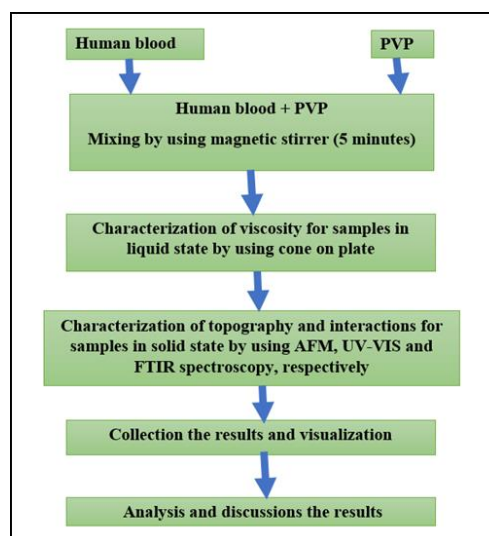 Human blood
PVP
Human blood + PVP
Mixing by using magnetic stirrer (5 minutes)
Characterization of viscosity for samples in
liquid state by using cone on plate
Characterization of topography and interactions for
samples in solid state by using AFM, UV-VIS and
FTIR spectroscopy, respectively
Collection the results and visualization
Analysis and discussions the results